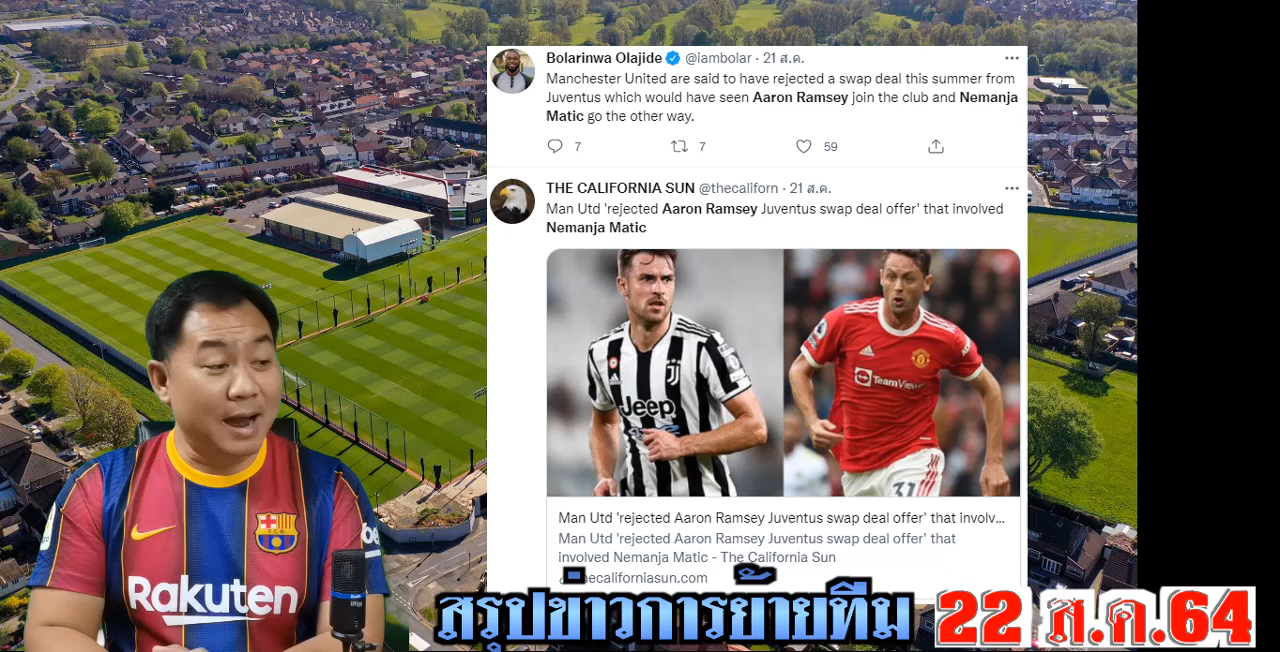 Bolarinwa Olajide @iambolar · 21 ส.ค.
Manchester United are said to have rejected a swap deal this summer from
Juventus which would have seen Aaron Ramsey join the club and Nemanja
Matic go the other way.
7 7 59
THE CALIFORNIA SUN @thecaliforn · 21 ส.ค.
Man Utd 'rejected Aaron Ramsey Juventus swap deal offer' that involved
Nemanja Matic
Jeep
TeamView
31
Man Utd 'rejected Aaron Ramsey Juventus swap deal offer' that involv...
Man Utd 'rejected Aaron Ramsey Juventus swap deal offer' that
involved Nemanja Matic - The California Sun
thecaliforniasun.com
FCB
Rakuten
be
สรุปข่าวการย้ายทีม 22 ส.ค.64